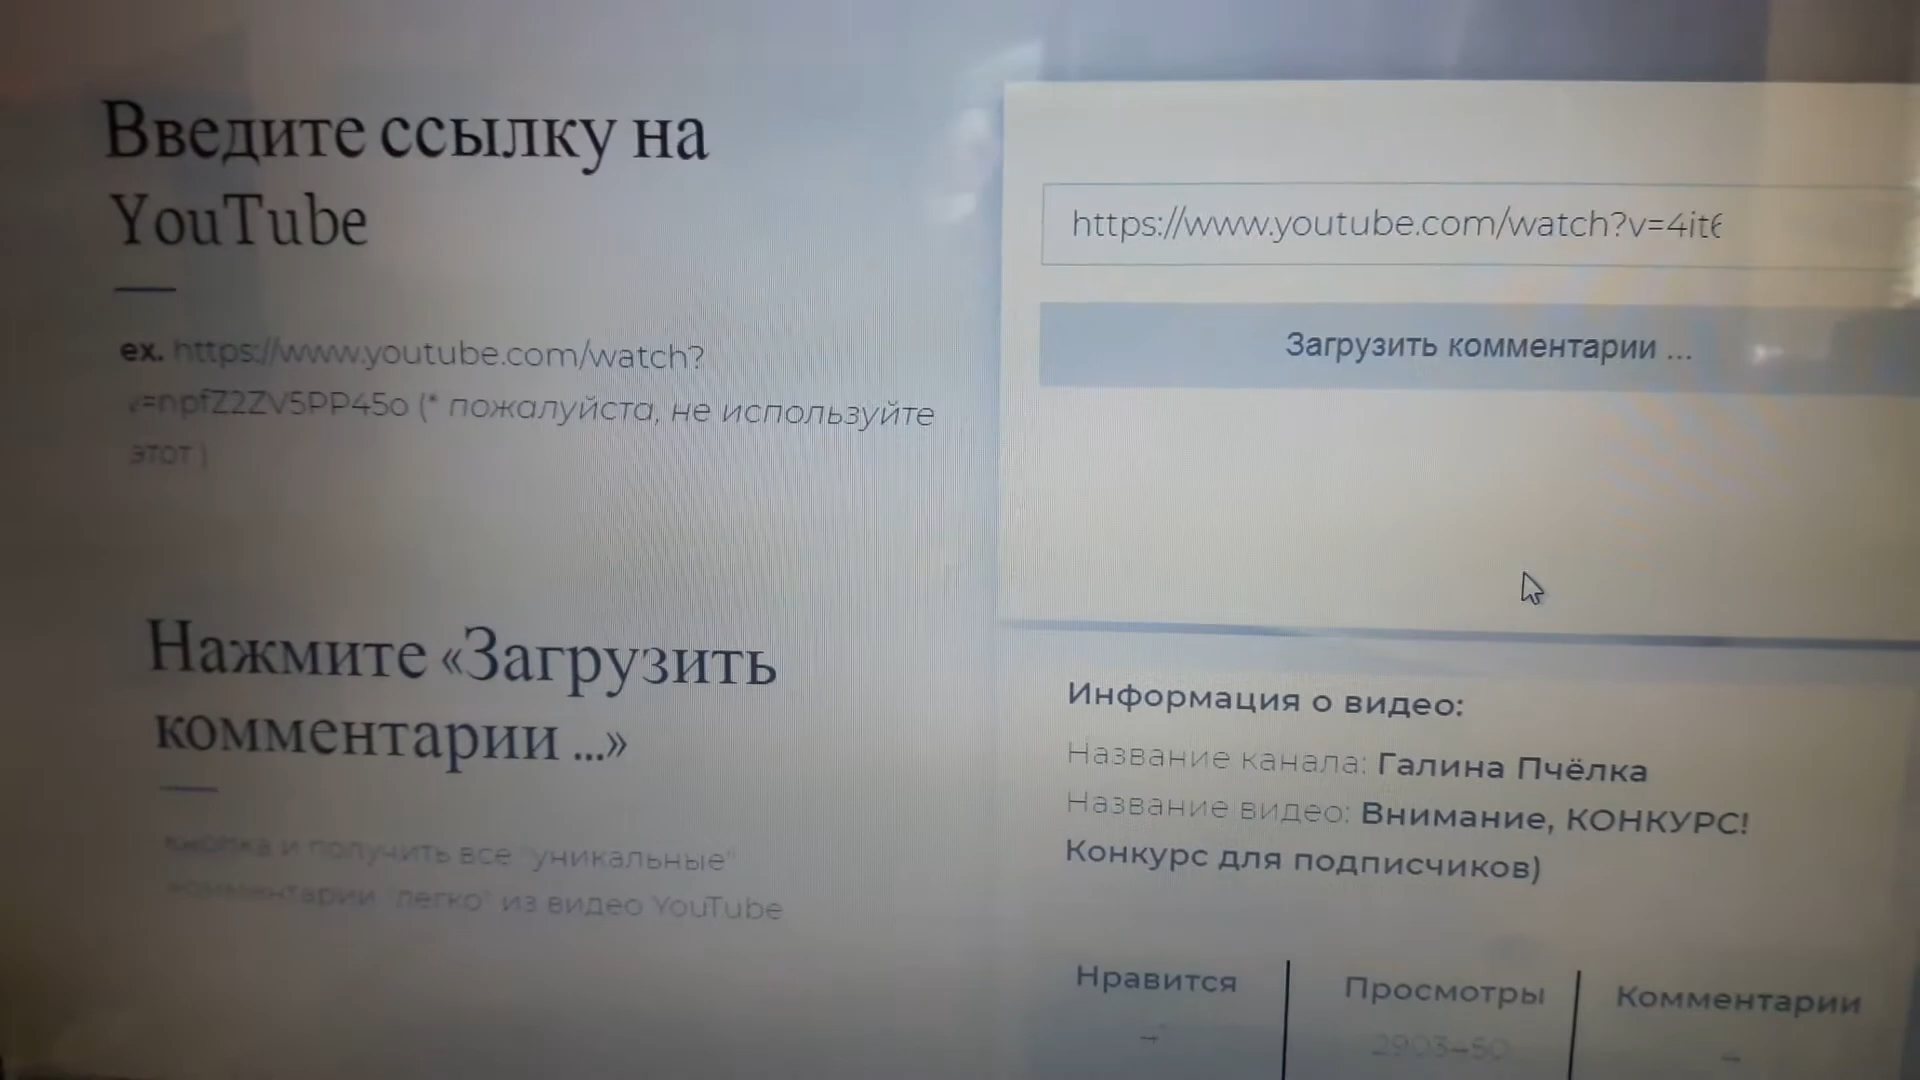 Введите ссылку на
YouTube
ex. https://www.youtube.com/watch?
v=npfZ2ZV5PP45o (* пожалуйста, не используйте
этот )
Нажмите «Загрузить
комментарии ...»
кнопка и получить все "уникальные"
комментарии "легко" из видео YouTube
https://www.youtube.com/watch?v=4it6
Загрузить комментарии ...
Информация о видео:
Название канала: Галина Пчёлка
Название видео: Внимание, КОНКУРС!
Конкурс для подписчиков)
Нравится
Просмотры
Комментарии